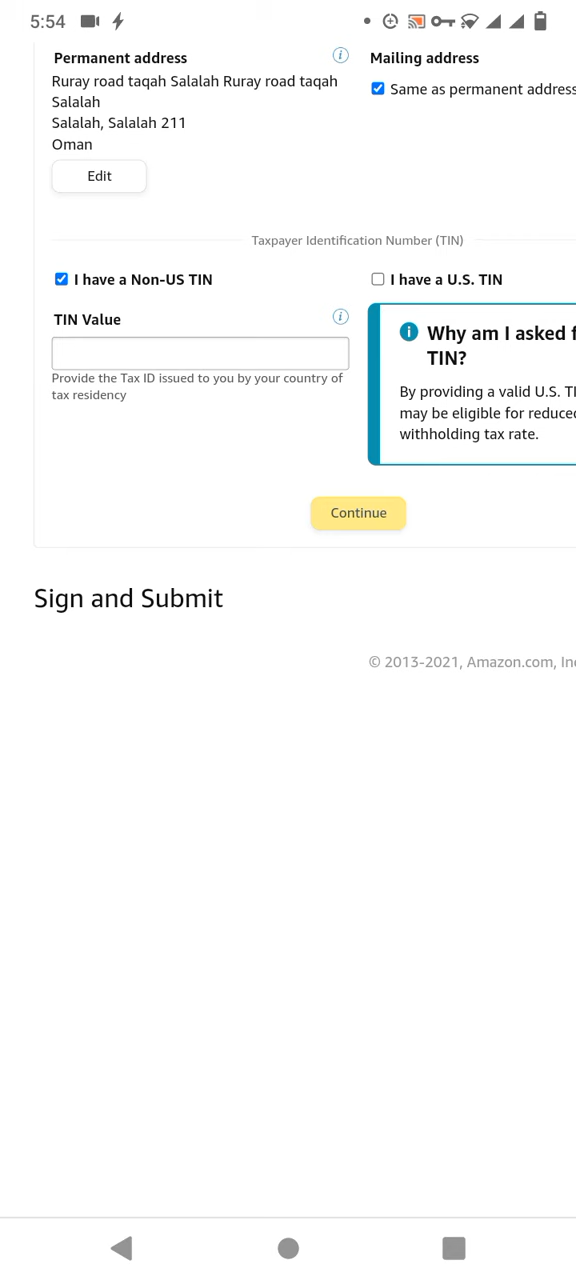 5:54
Permanent address
Ruray road taqah Salalah Ruray road taqah
Salalah
Salalah, Salalah 211
Oman
Edit
Mailing address
Same as permanent address
Taxpayer Identification Number (TIN)
I have a Non-US TIN
I have a U.S. TIN
TIN Value
Provide the Tax ID issued to you by your country of
tax residency
Why am I asked f
TIN?
By providing a valid U.S. TI
may be eligible for reduced
withholding tax rate.
Continue
Sign and Submit
© 2013-2021, Amazon.com, Inc